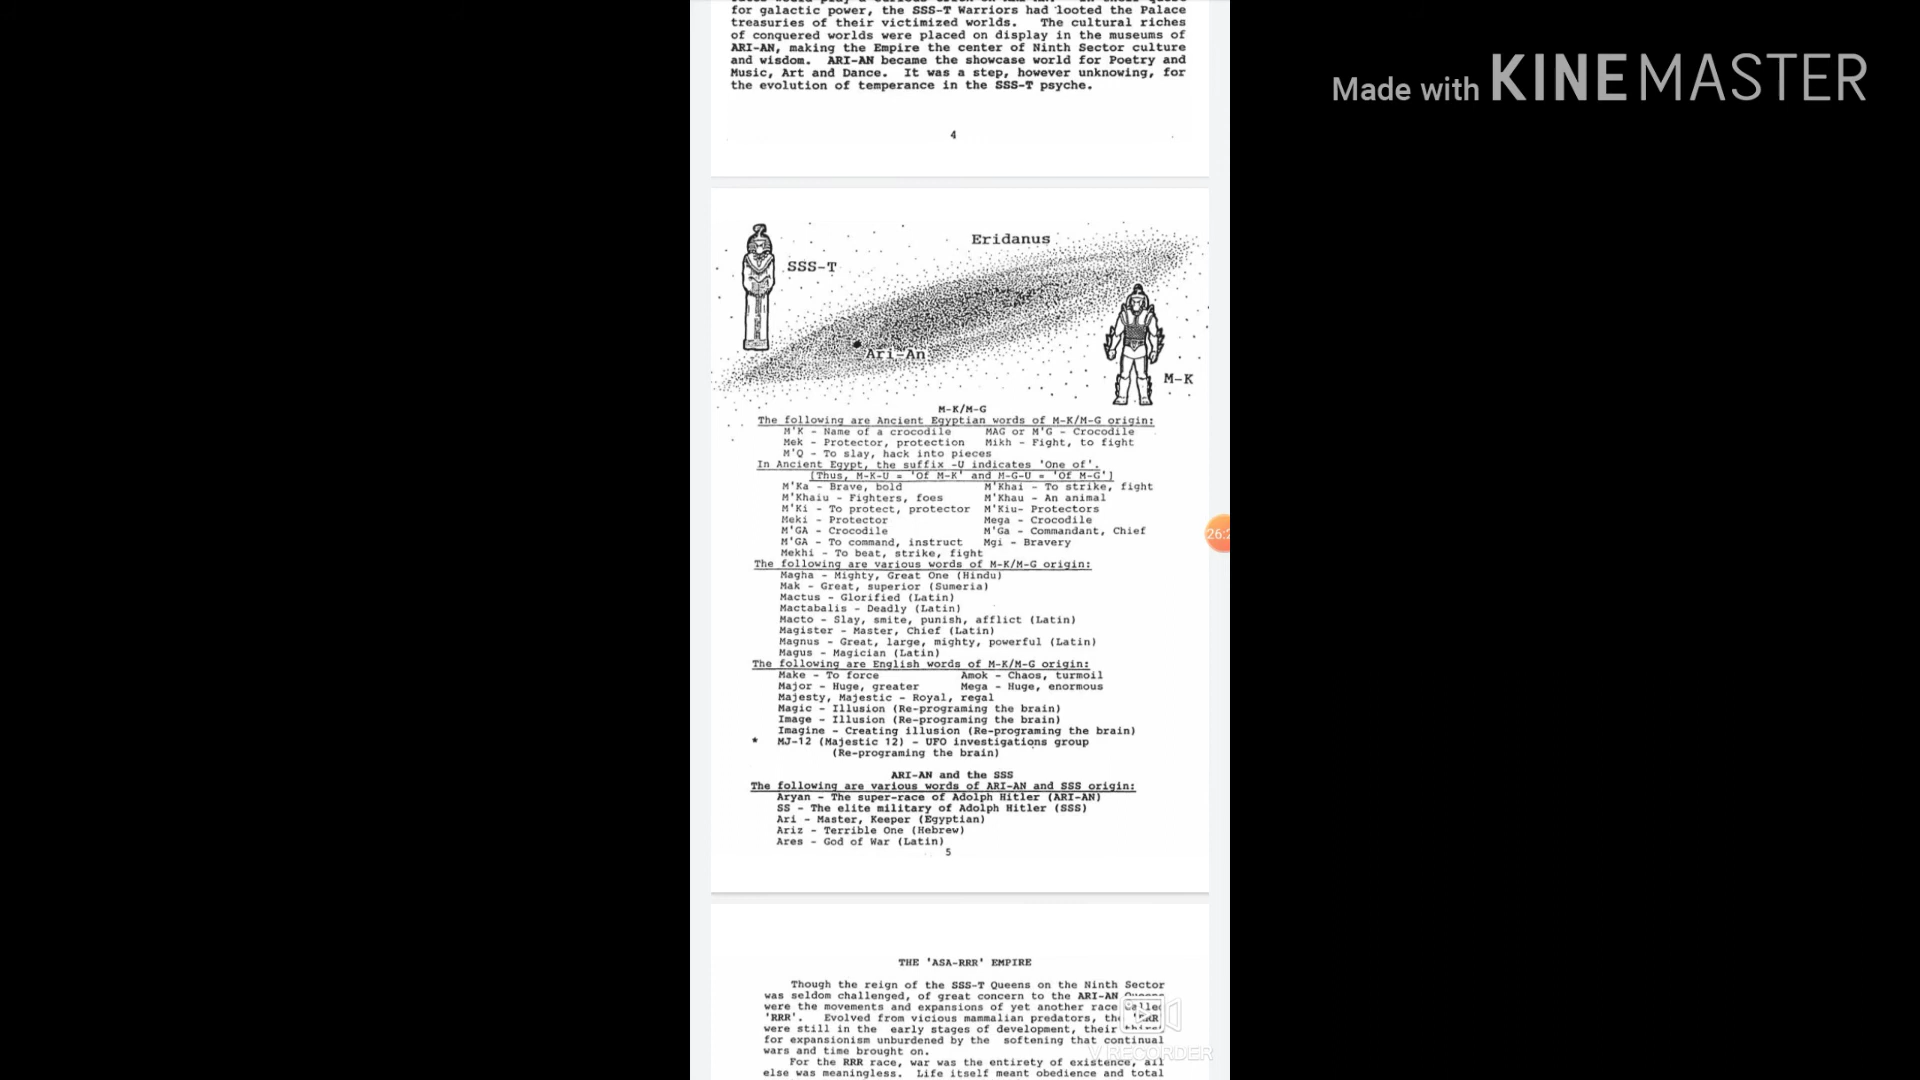 for galactic power, the SSS-T Warriors had looted the Palace
treasuries of their victimized worlds. The cultural riches
of conquered worlds were placed on display in the museums of
ARI-AN, making the Empire the center of Ninth Sector culture
and wisdom. ARI-AN became the showcase world for Poetry and
Music, Art and Dance. It was a step, however unknowing, for
the evolution of temperance in the SSS-T psyche.
4
Made with KINEMASTER
Eridanus
SSS-T
Ari-An
M-K
M-K/M-G
The following are Ancient Egyptian words of M-K/M-G origin:
M'K - Name of a crocodile MAG or M'G - Crocodile
Mek - Protector, protection Mikh - Fight, to fight
M'Q - To slay, hack into pieces
In Ancient Egypt, the suffix -U indicates 'One of'.
[Thus, M-K-U = 'Of M-K' and M-G-U = 'Of M-G']
M'Ka - Brave, bold M'Khai - To strike, fight
M'Khaiu - Fighters, foes M'Khau - An animal
M'Ki - To protect, protector M'Kiu- Protectors
Meki - Protector Mega - Crocodile
M'GA - Crocodile M'Ga - Commandant, Chief
M'GA - To command, instruct Mgi - Bravery
Mekhi - To beat, strike, fight
The following are various words of M-K/M-G origin:
Magha - Mighty, Great One (Hindu)
Mak - Great, superior (Sumeria)
Mactus - Glorified (Latin)
Mactabalis - Deadly (Latin)
Macto - Slay, smite, punish, afflict (Latin)
Magister - Master, Chief (Latin)
Magnus - Great, large, mighty, powerful (Latin)
Magus - Magician (Latin)
The following are English words of M-K/M-G origin:
Make - To force Amok - Chaos, turmoil
Major - Huge, greater Mega - Huge, enormous
Majesty, Majestic - Royal, regal
Magic - Illusion (Re-programing the brain)
Image - Illusion (Re-programing the brain)
Imagine - Creating illusion (Re-programing the brain)
* MJ-12 (Majestic 12) - UFO investigations group
(Re-programing the brain)
ARI-AN and the SSS
The following are various words of ARI-AN and SSS origin:
Aryan - The super-race of Adolph Hitler (ARI-AN)
SS - The elite military of Adolph Hitler (SSS)
Ari - Master, Keeper (Egyptian)
Ariz - Terrible One (Hebrew)
Ares - God of War (Latin)
5
THE 'ASA-RRR' EMPIRE
Though the reign of the SSS-T Queens on the Ninth Sector
was seldom challenged, of great concern to the ARI-AN Queens
were the movements and expansions of yet another race called
'RRR'. Evolved from vicious mammalian predators, the 'RRR'
were still in the early stages of development, their
for expansionism unburdened by the softening that continual
wars and time brought on.
For the RRR race, war was the entirety of existence, all
else was meaningless. Life itself meant obedience and total
V RECORDER